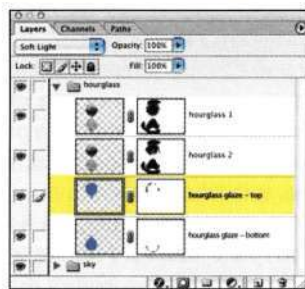 Layers Channels Paths
Soft Light Opacity: 100%
Lock: Fill: 100%
hourglass
hourglass 1
hourglass 2
hourglass glaze - top
hourglass glaze - bottom
sky